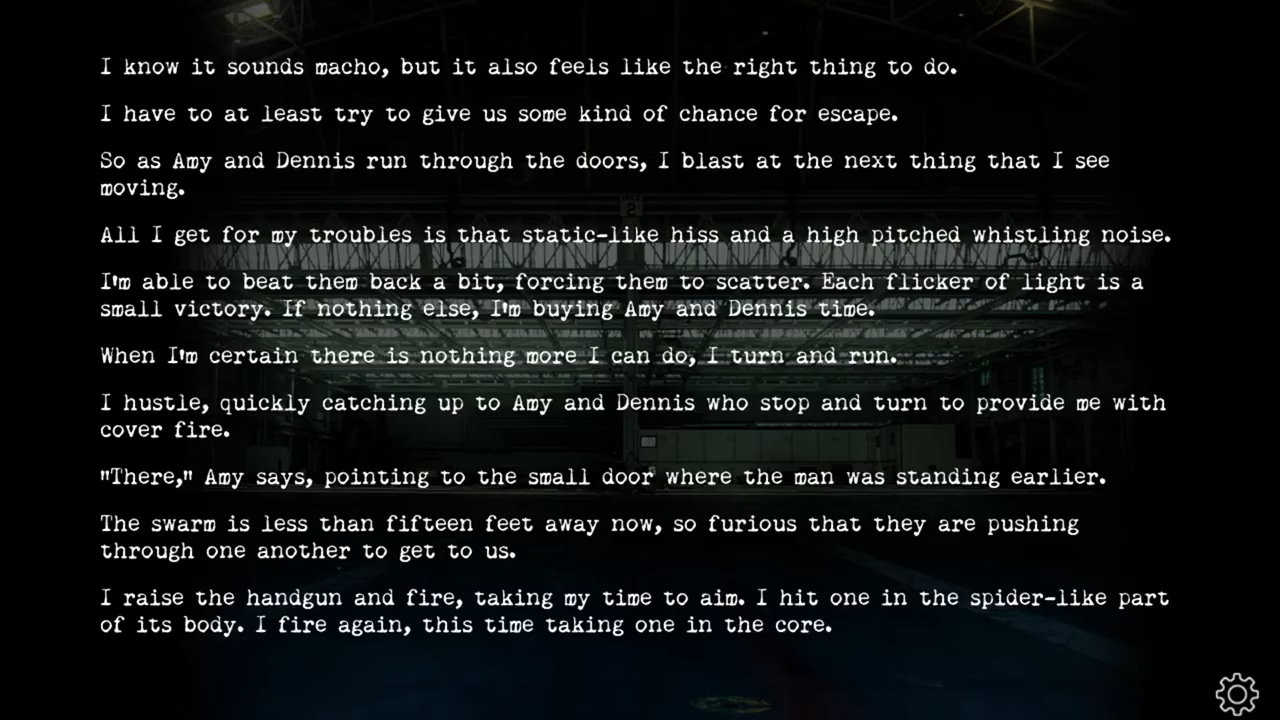 I know it sounds macho, but it also feels like the right thing to do.
I have to at least try to give us some kind of chance for escape.
So as Amy and Dennis run through the doors, I blast at the next thing that I see
moving.
All I get for my troubles is that static-like hiss and a high pitched whistling noise.
I'm able to beat them back a bit, forcing them to scatter. Each flicker of light is a
small victory. If nothing else, I'm buying Amy and Dennis time.
When I'm certain there is nothing more I can do, I turn and run.
I hustle, quickly catching up to Amy and Dennis who stop and turn to provide me with
cover fire.
"There," Amy says, pointing to the small door where the man was standing earlier.
The swarm is less than fifteen feet away now, so furious that they are pushing
through one another to get to us.
I raise the handgun and fire, taking my time to aim. I hit one in the spider-like part
of its body. I fire again, this time taking one in the core.